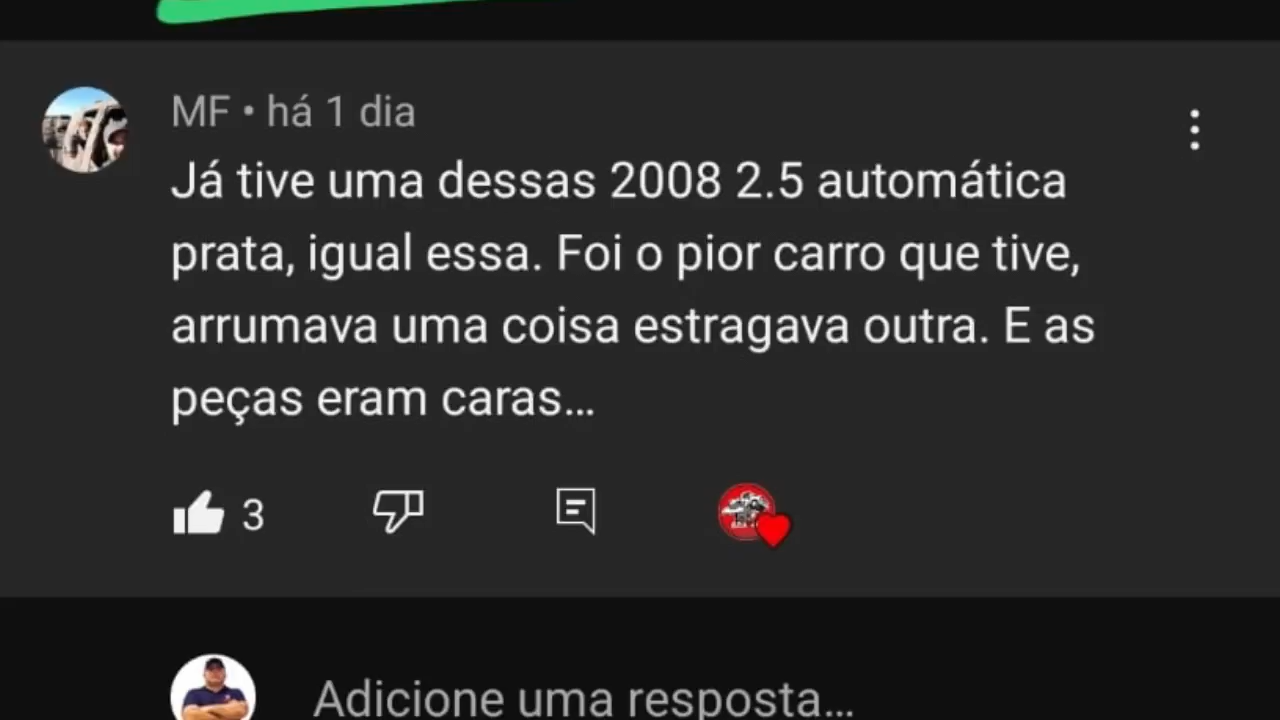 MF • há 1 dia
Já tive uma dessas 2008 2.5 automática
prata, igual essa. Foi o pior carro que tive,
arrumava uma coisa estragava outra. E as
peças eram caras...
3
Adicione uma resposta...